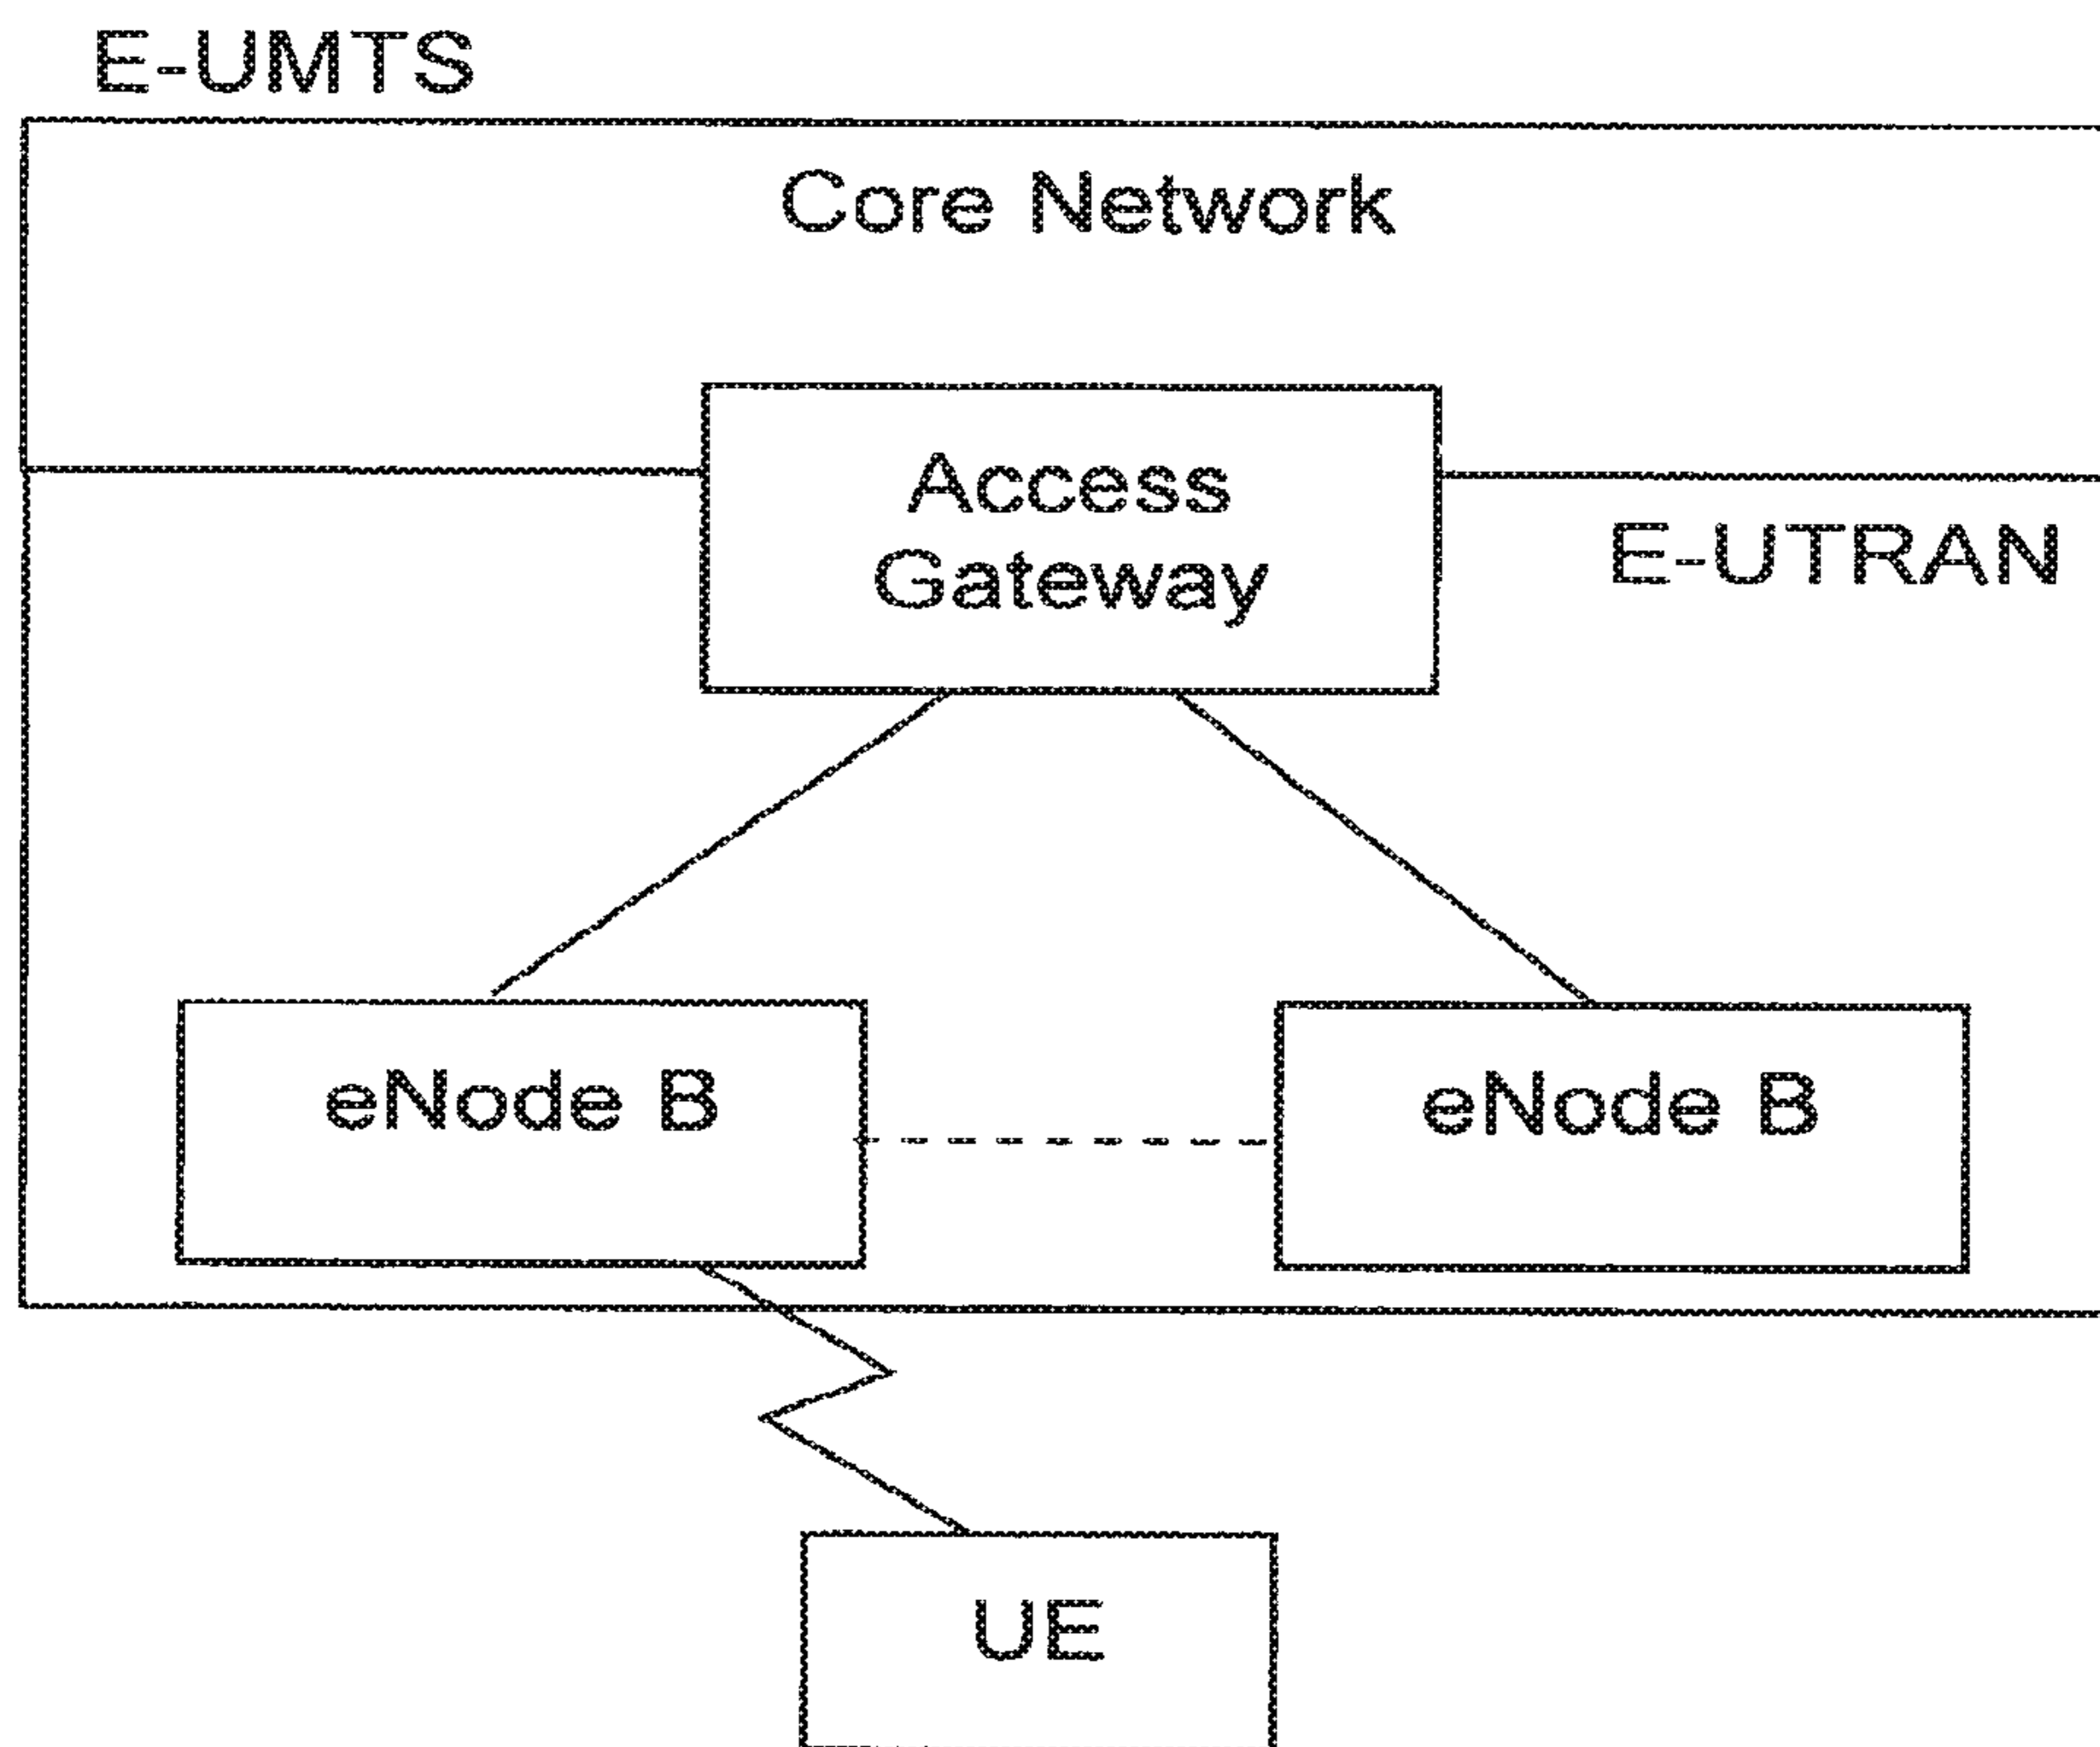 E-UMTS
Core Network
Access
Gateway
E-UTRAN
eNode B
eNode B
UE